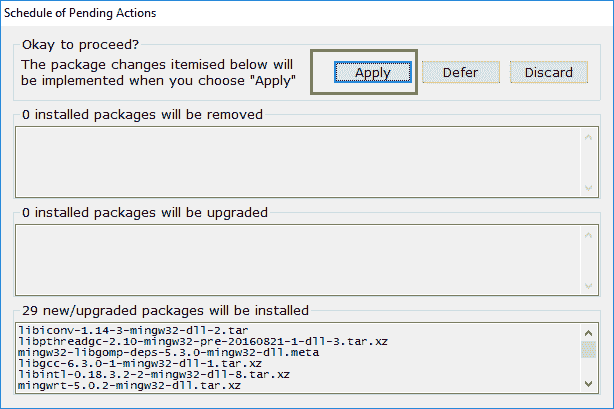 Schedule of Pending Actions
Okay to proceed?
The package changes itemised below will
be implemented when you choose "Apply"
Apply
Defer
Discard
0 installed packages will be removed
0 installed packages will be upgraded
29 new/upgraded packages will be installed
libiconv-1.14-3-mingw32-dll-2.tar
libpthreadgc-2.10-mingw32-pre-20160821-1-dll-3.tar.xz
mingw32-libgomp-deps-5.3.0-mingw32-dll.meta
libgcc-6.3.0-1-mingw32-dll-1.tar.xz
libintl-0.18.3.2-2-mingw32-dll-8.tar.xz
mingwrt-5.0.2-mingw32-dll.tar.xz